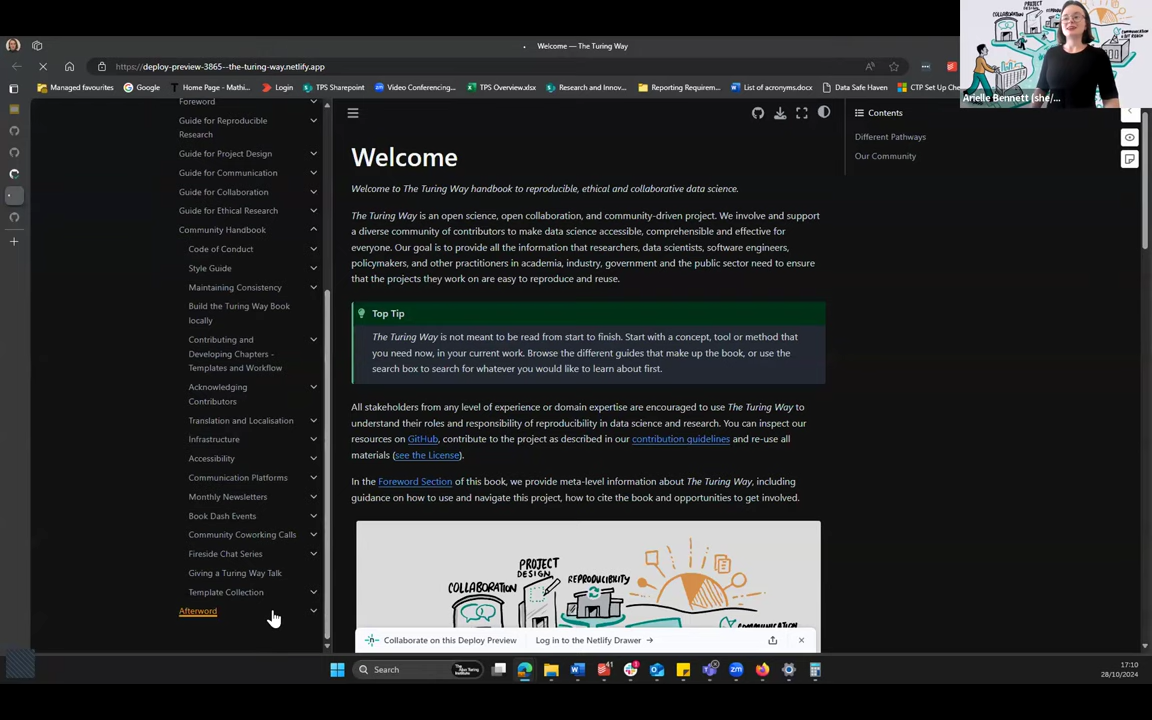 Welcome — The Turing Way
https://deploy-preview-3865--the-turing-way.netlify.app
Managed favourites
Google
Home Page - Mathi...
Login
TPS Sharepoint
Video Conferencing...
TPS Overview.xlsx
Research and Innov...
Reporting Requirem...
List of acronyms.docx
Data Safe Haven
CTP Set Up Che
COLLABORATION
PROJECT DESIGN
Arielle Bennett (she/...
Foreword
Guide for Reproducible
Research
Guide for Project Design
Guide for Communication
Guide for Collaboration
Guide for Ethical Research
Community Handbook
Code of Conduct
Style Guide
Maintaining Consistency
Build the Turing Way Book
locally
Contributing and
Developing Chapters -
Templates and Workflow
Acknowledging
Contributors
Translation and Localisation
Infrastructure
Accessibility
Communication Platforms
Monthly Newsletters
Book Dash Events
Community Coworking Calls
Fireside Chat Series
Giving a Turing Way Talk
Template Collection
Afterword
Welcome
Welcome to The Turing Way handbook to reproducible, ethical and collaborative data science.
The Turing Way is an open science, open collaboration, and community-driven project. We involve and support
a diverse community of contributors to make data science accessible, comprehensible and effective for
everyone. Our goal is to provide all the information that researchers, data scientists, software engineers,
policymakers, and other practitioners in academia, industry, government and the public sector need to ensure
that the projects they work on are easy to reproduce and reuse.
Top Tip
The Turing Way is not meant to be read from start to finish. Start with a concept, tool or method that
you need now, in your current work. Browse the different guides that make up the book, or use the
search box to search for whatever you would like to learn about first.
All stakeholders from any level of experience or domain expertise are encouraged to use The Turing Way to
understand their roles and responsibility of reproducibility in data science and research. You can inspect our
resources on GitHub, contribute to the project as described in our contribution guidelines and re-use all
materials (see the License).
In the Foreword Section of this book, we provide meta-level information about The Turing Way, including
guidance on how to use and navigate this project, how to cite the book and opportunities to get involved.
COLLABORATION
PROJECT
DESIGN
REPRODUCIBILITY
Contents
Different Pathways
Our Community
Collaborate on this Deploy Preview
Log in to the Netlify Drawer
Search
17:10
28/10/2024